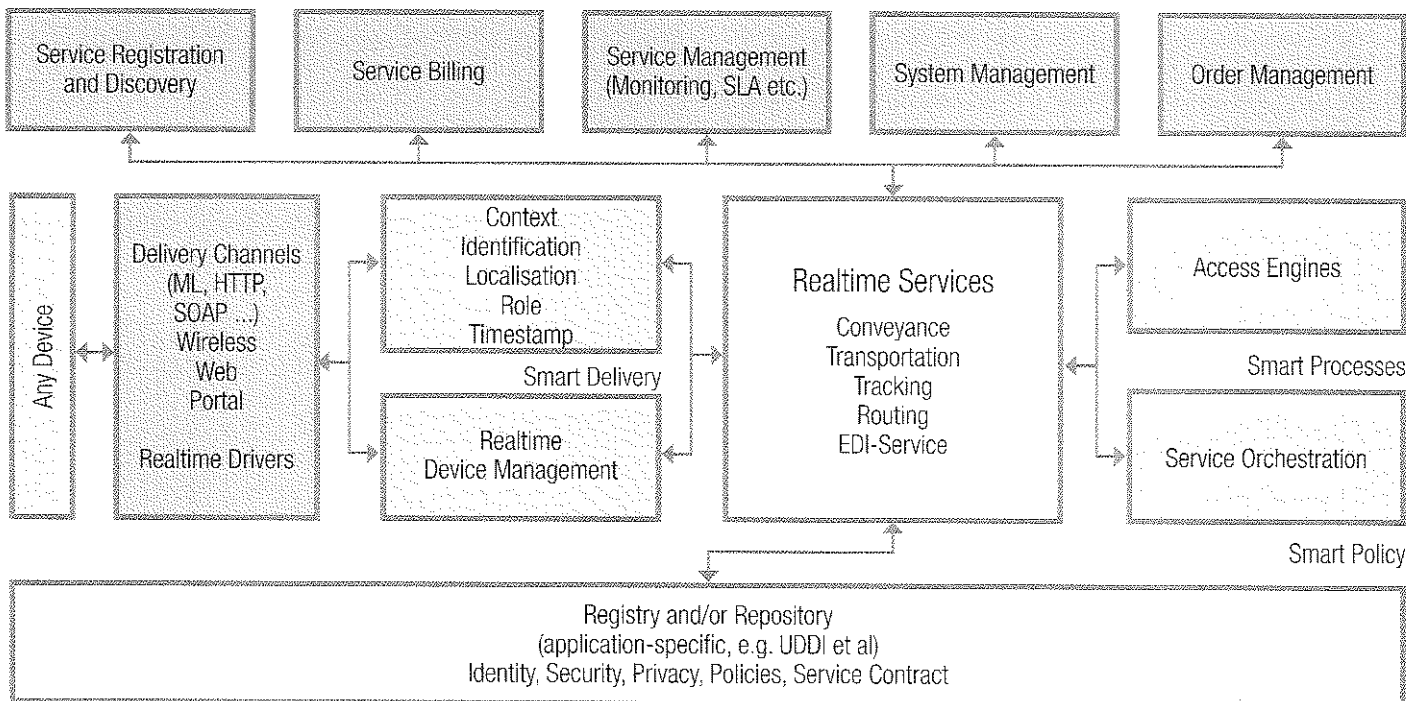 Service Registration
and Discovery
Service Billing
Service Management
(Monitoring, SLA etc.)
System Management
Order Management
Any Device
Delivery Channels
(ML, HTTP,
SOAP ...)
Wireless
Web
Portal
Realtime Drivers
Context
Identification
Localisation
Role
Timestamp
Smart Delivery
Realtime
Device Management
Realtime Services
Conveyance
Transportation
Tracking
Routing
EDI-Service
Access Engines
Smart Processes
Service Orchestration
Smart Policy
Registry and/or Repository
(application-specific, e.g. UDDI et al)
Identity, Security, Privacy, Policies, Service Contract